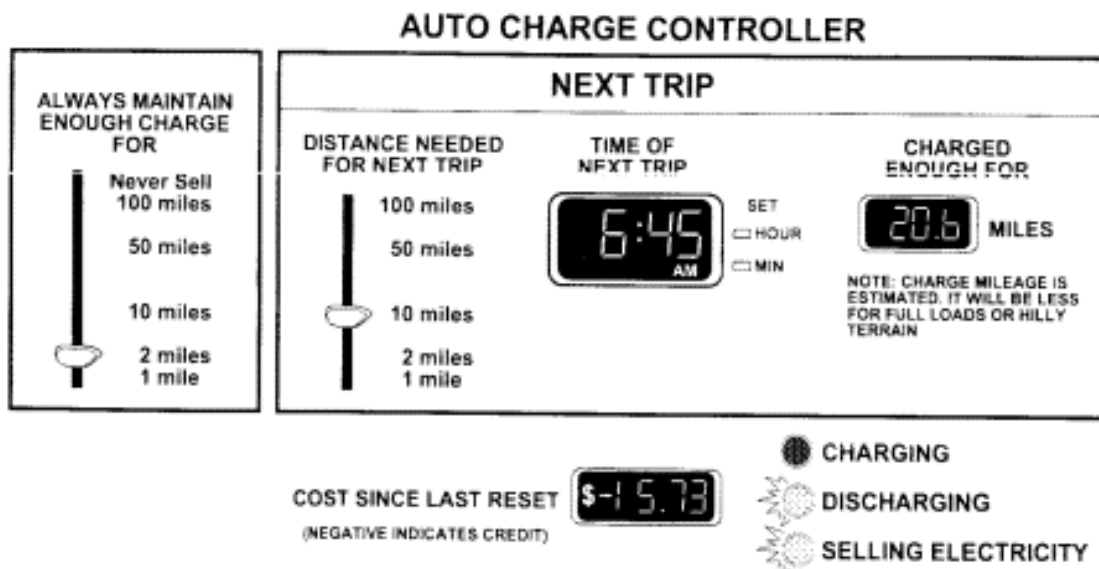 AUTO CHARGE CONTROLLER
ALWAYS MAINTAIN
ENOUGH CHARGE
FOR
Never Sell
100 miles
50 miles
10 miles
2 miles
1 mile
NEXT TRIP
DISTANCE NEEDED
FOR NEXT TRIP
100 miles
50 miles
10 miles
2 miles
1 mile
TIME OF
NEXT TRIP
6:45
AM
SET
HOUR
MIN
CHARGED
ENOUGH FOR
20.6 MILES
NOTE: CHARGE MILEAGE IS
ESTIMATED. IT WILL BE LESS
FOR FULL LOADS OR HILLY
TERRAIN
COST SINCE LAST RESET
(NEGATIVE INDICATES CREDIT)
$-15.73
CHARGING
DISCHARGING
SELLING ELECTRICITY